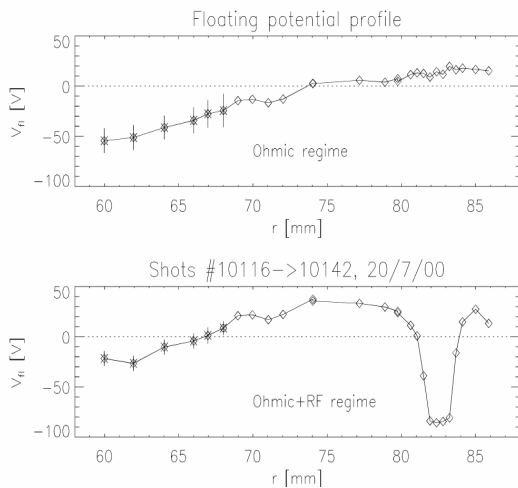 Floating potential profile
50
0
-50
-100
V_fl [V]
Ohmic regime
60 65 70 75 80 85
r [mm]
Shots #10116->10142, 20/7/00
50
0
-50
-100
V_fl [V]
Ohmic+RF regime
60 65 70 75 80 85
r [mm]